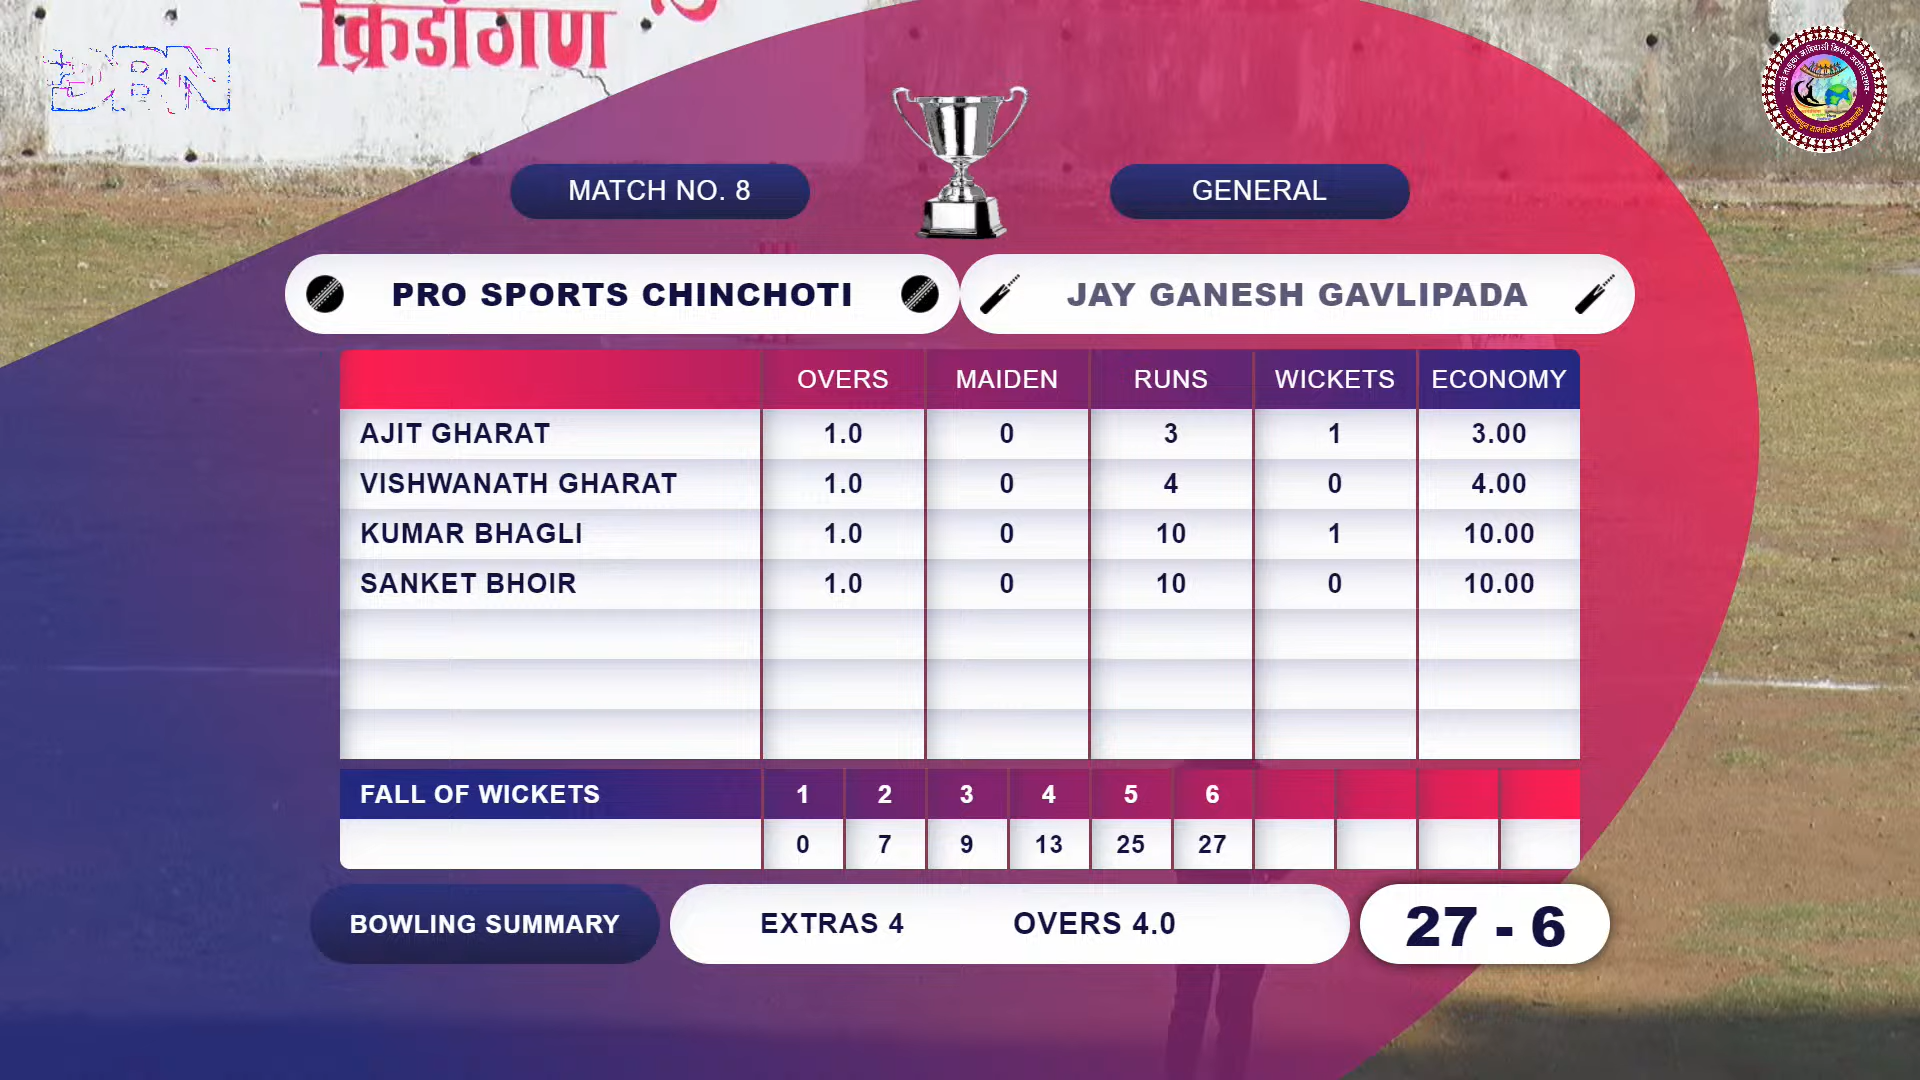 क्रिडांगण
DBN
MATCH NO. 8
GENERAL
PRO SPORTS CHINCHOTI
JAY GANESH GAVLIPADA
OVERS MAIDEN RUNS WICKETS ECONOMY
AJIT GHARAT 1.0 0 3 1 3.00
VISHWANATH GHARAT 1.0 0 4 0 4.00
KUMAR BHAGLI 1.0 0 10 1 10.00
SANKET BHOIR 1.0 0 10 0 10.00
FALL OF WICKETS 1 2 3 4 5 6
0 7 9 13 25 27
BOWLING SUMMARY
EXTRAS 4 OVERS 4.0
27 - 6